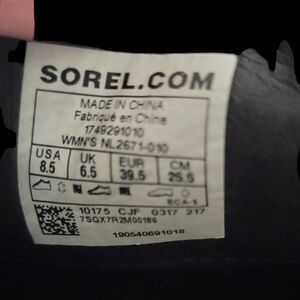 SOREL.COM
MADE IN CHINA
Fabriqué en Chine
1749291010
WMN'S NL2671-010
USA UK EUR CM
8.5 6.5 39.5 25.5
BCA-5
10175 CJF 0317 217
7SGX7R2M00186
190540691018